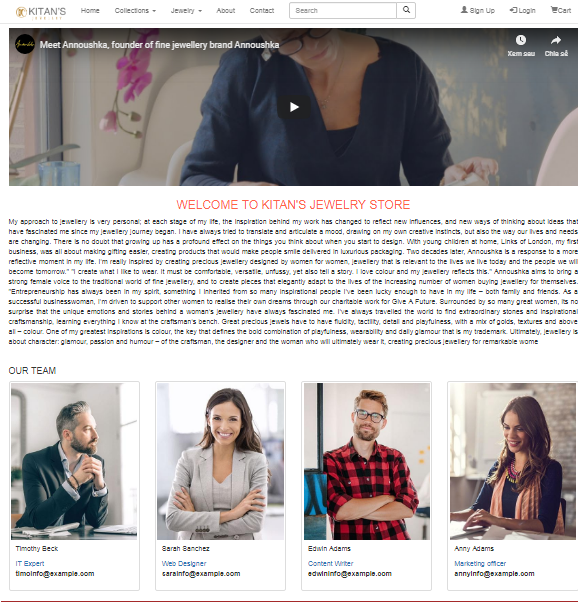 KITAN'S
JEWELRY
Home Collections Jewelry About Contact Search Sign Up Login Cart
Meet Annoushka, founder of fine jewellery brand Annoushka
Xem sau Chia sẻ
WELCOME TO KITAN'S JEWELRY STORE
My approach to jewellery is very personal; at each stage of my life, the inspiration behind my work has changed to reflect new influences, and new ways of thinking about ideas that
have fascinated me since my jewellery journey began. I have always tried to translate and articulate a mood, drawing on my own creative instincts, but also the way our lives and needs
are changing. There is no doubt that growing up has a profound effect on the things you think about when you start to design. With young children at home, Links of London, my first
business, was all about making gifting easier, creating products that would make people smile delivered in luxurious packaging. Two decades later, Annoushka is a response to a more
reflective moment in my life. I'm really inspired by creating precious jewellery designed by women for women, jewellery that is relevant to the lives we live today and the people we will
become tomorrow." "I create what I like to wear. It must be comfortable, versatile, unfussy, yet also tell a story. I love colour and my jewellery reflects this." Annoushka aims to bring a
strong female voice to the traditional world of fine jewellery, and to create pieces that elegantly adapt to the lives of the increasing number of women buying jewellery for themselves.
"Entrepreneurship has always been in my spirit, something I inherited from so many inspirational people I've been lucky enough to have in my life – both family and friends. As a
successful businesswoman, I'm driven to support other women to realise their own dreams through our charitable work for Give A Future. Surrounded by so many great women, its no
surprise that the unique emotions and stories behind a woman's jewellery have always fascinated me. I've always travelled the world to find extraordinary stones and inspirational
craftsmanship, learning everything I know at the craftsman's bench. Great precious jewels have to have fluidity, tactility, detail and playfulness, with a mix of golds, textures and above
all – colour. One of my greatest inspirations is colour, the key that defines the bold combination of playfulness, wearability and daily glamour that is my trademark. Ultimately, jewellery is
about character: glamour, passion and humour – of the craftsman, the designer and the woman who will ultimately wear it, creating precious jewellery for remarkable wome
OUR TEAM
Timothy Beck
IT Expert
timoinfo@example.com
Sarah Sanchez
Web Designer
sarainfo@example.com
Edwin Adams
Content Writer
edwininfo@example.com
Anny Adams
Marketing officer
annyinfo@example.com